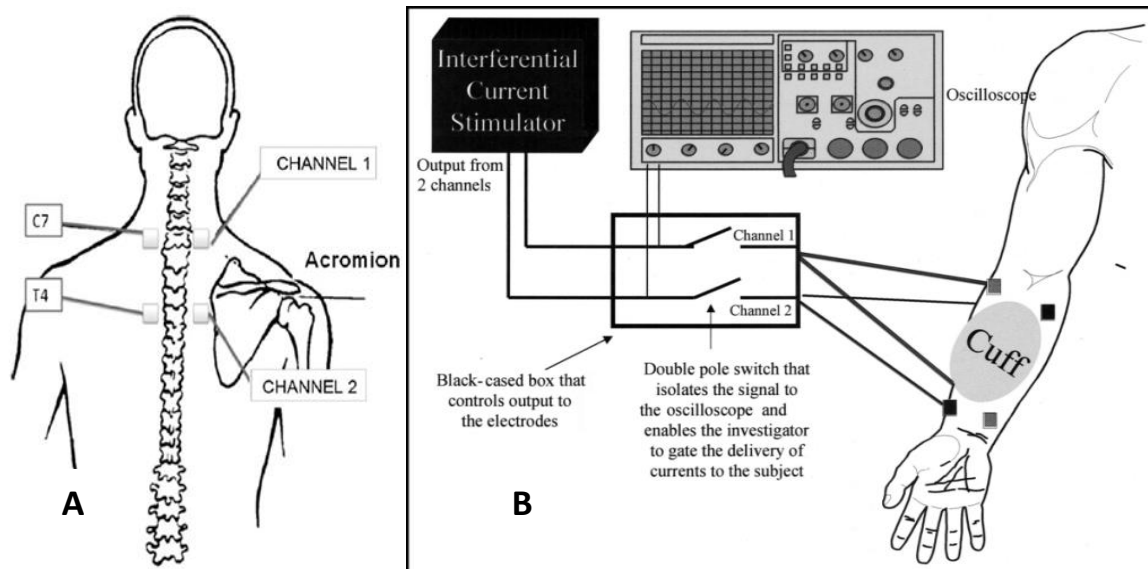 CHANNEL 1
C7
Acromion
T4
CHANNEL 2
A
Interferential
Current
Stimulator
Oscilloscope
Output from
2 channels
Channel 1
Channel 2
Cuff
Black-cased box that
controls output to
the electrodes
Double pole switch that
isolates the signal to
the oscilloscope and
enables the investigator
to gate the delivery of
currents to the subject
B